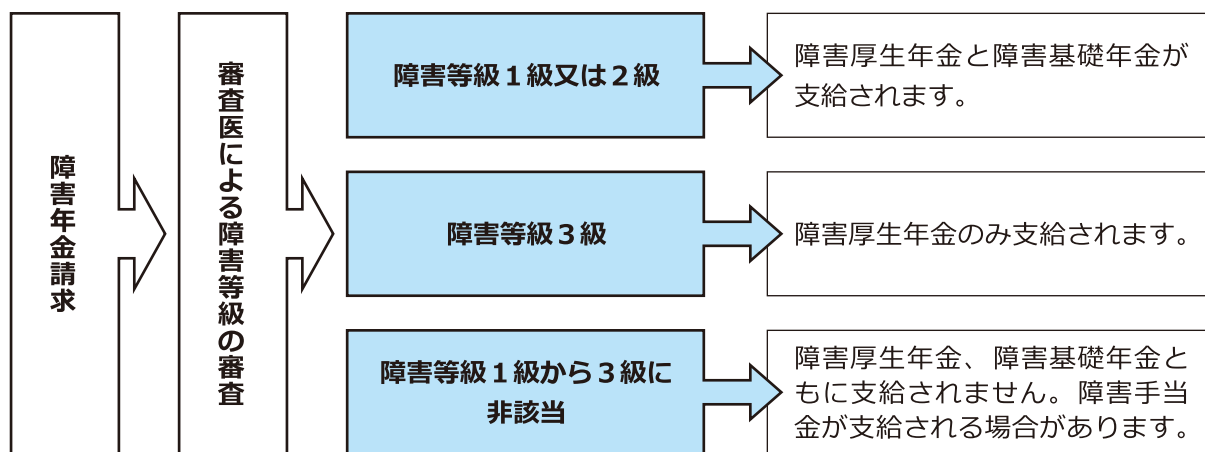 障害年金請求
審査医による障害等級の審査
障害等級１級又は２級
障害厚生年金と障害基礎年金が
支給されます。
障害等級３級
障害厚生年金のみ支給されます。
障害等級１級から３級に
非該当
障害厚生年金、障害基礎年金と
もに支給されません。障害手当
金が支給される場合があります。